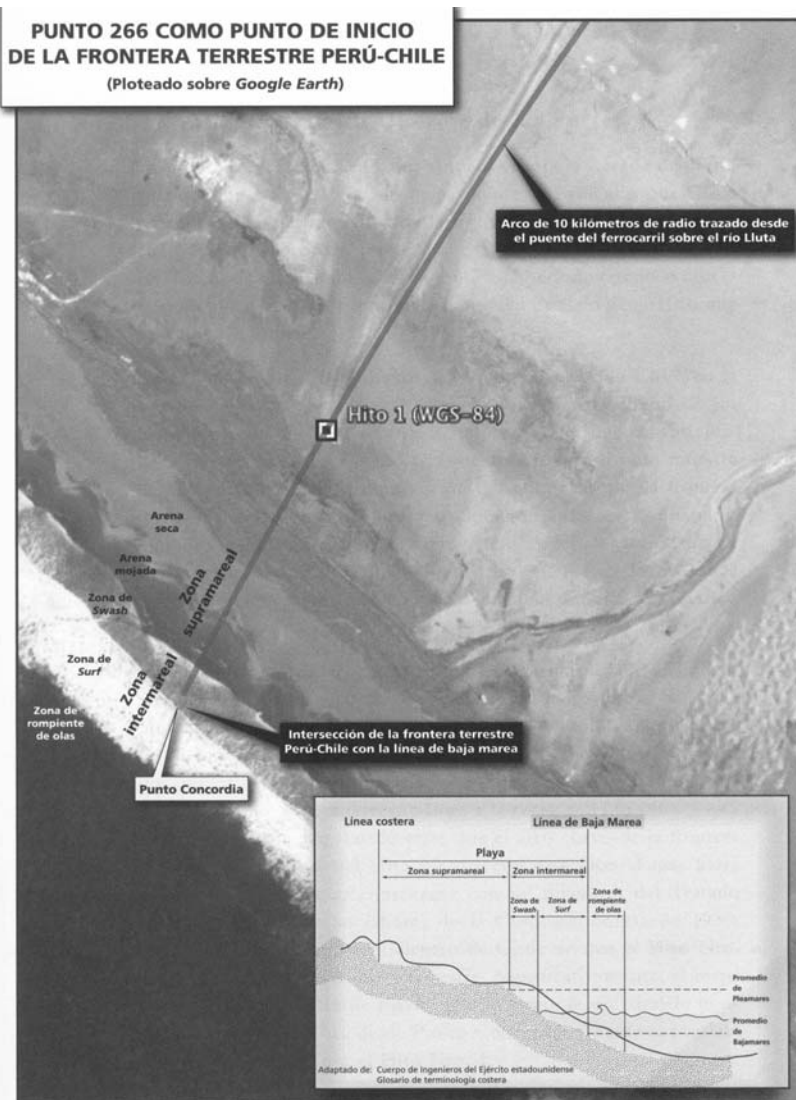 PUNTO 266 COMO PUNTO DE INICIO
DE LA FRONTERA TERRESTRE PERÚ-CHILE
(Ploteado sobre Google Earth)
Arco de 10 kilómetros de radio trazado desde
el puente del ferrocarril sobre el río Lluta
Hito 1 (WGS-84)
Arena
seca
Arena
mojada
Zona
supramareal
Zona de
Swash
Zona de
Surf
Zona
intermareal
Zona de
rompiente
de olas
Intersección de la frontera terrestre
Perú-Chile con la línea de baja marea
Punto Concordia
Línea costera
Línea de Baja Marea
Playa
Zona supramareal
Zona intermareal
Zona de
Swash
Zona de
Surf
Zona de
rompiente
de olas
Promedio
de
Pleamares
Promedio
de
Bajamares
Adaptado de: Cuerpo de Ingenieros del Ejército estadounidense
Glosario de terminología costera